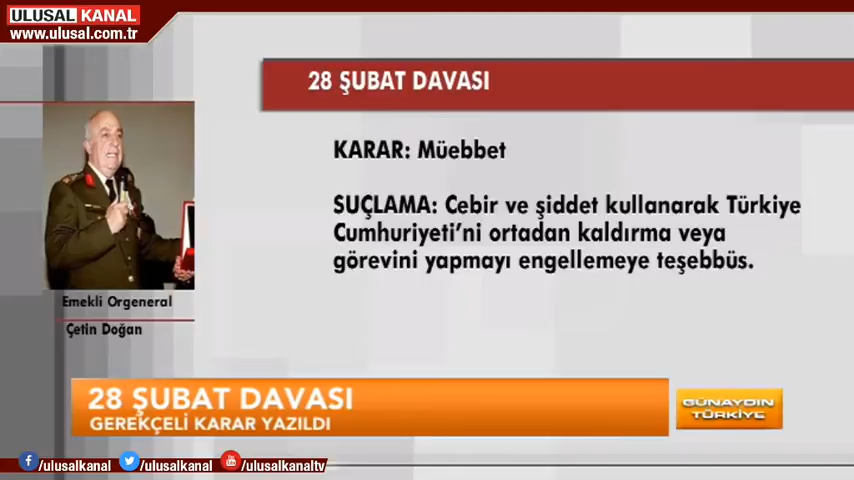 ULUSAL KANAL
www.ulusal.com.tr
28 ŞUBAT DAVASI
KARAR: Müebbet
SUÇLAMA: Cebir ve şiddet kullanarak Türkiye
Cumhuriyeti’ni ortadan kaldırma veya
görevini yapmayı engellemeye teşebbüs.
Emekli Orgeneral
Çetin Doğan
28 ŞUBAT DAVASI
GEREKÇELİ KARAR YAZILDI
GÜNAYDIN
TÜRKİYE
/ulusalkanal /ulusalkanal /ulusalkanaltv